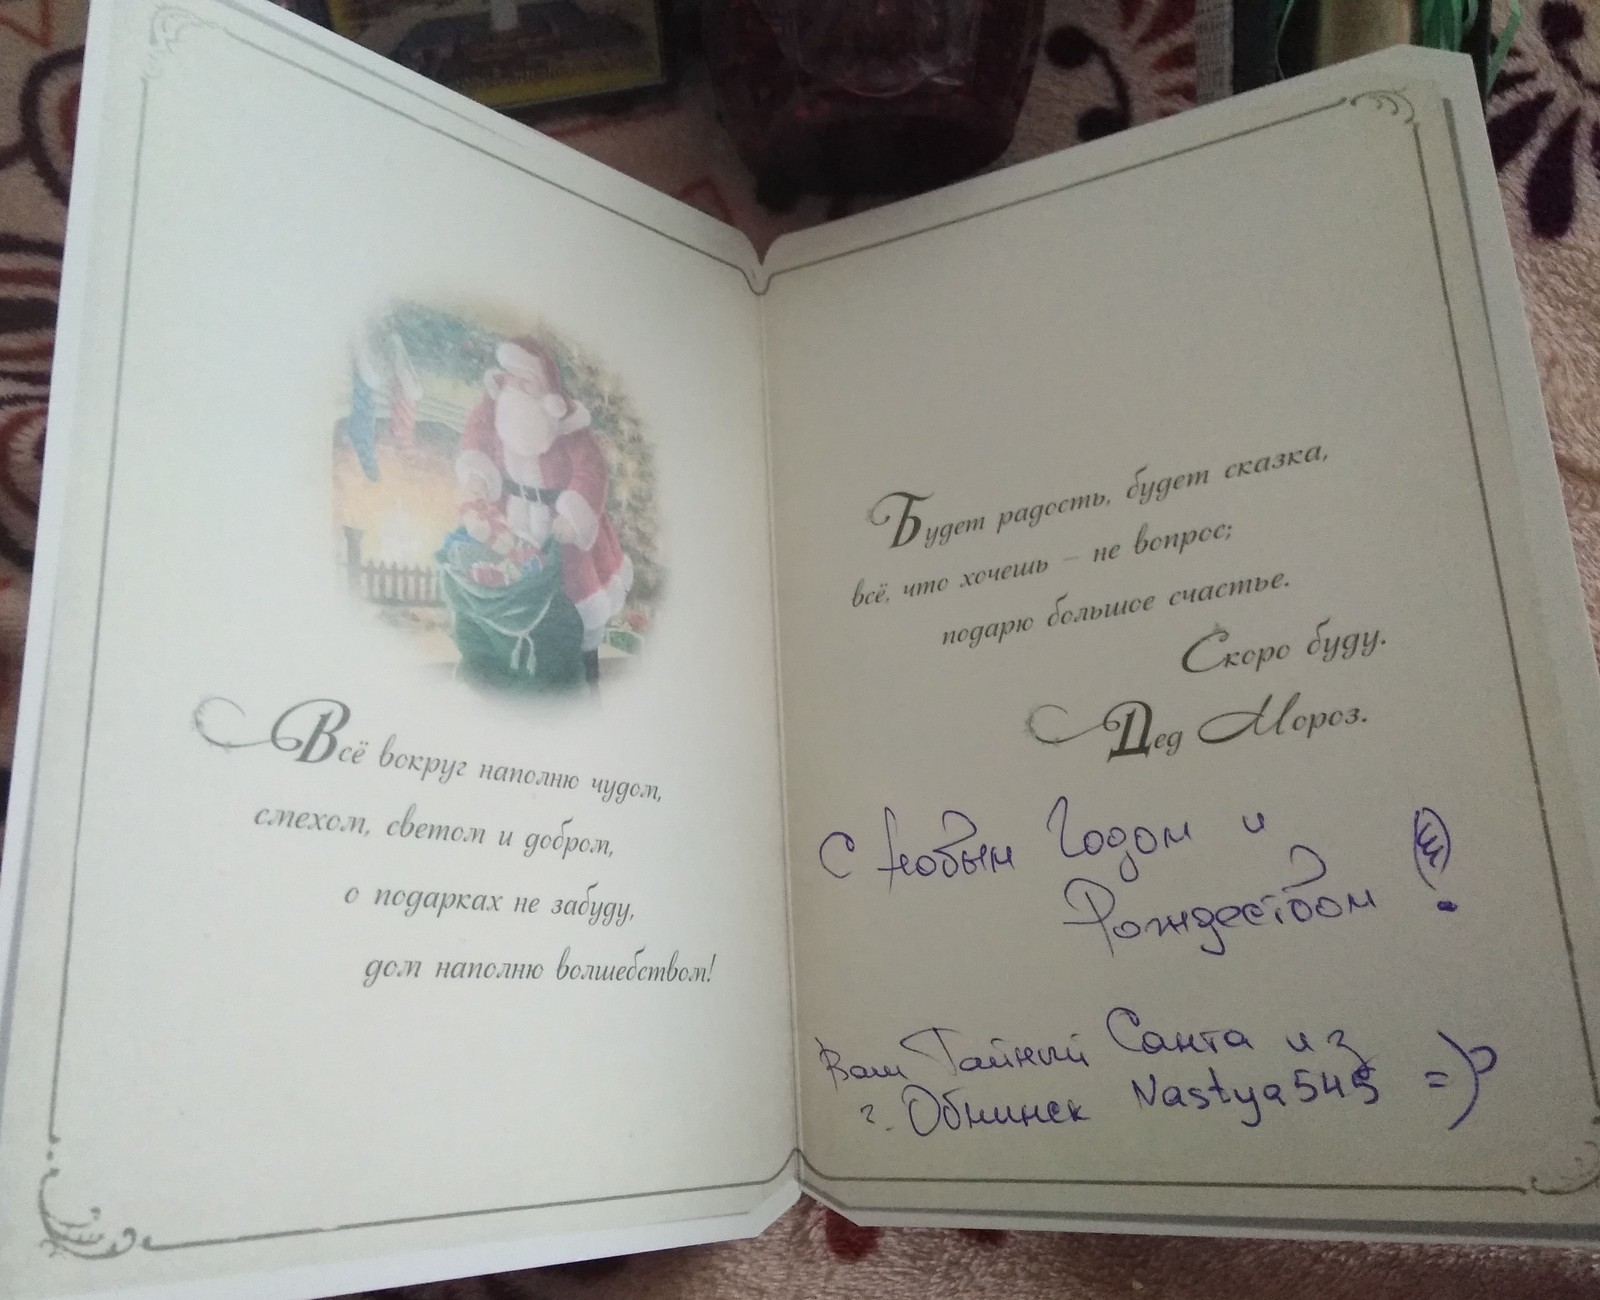 Всё вокруг наполню чудом,
смехом, светом и добром,
о подарках не забуду,
дом наполню волшебством!
Будет радость, будет сказка,
всё, что хочешь – не вопрос;
подарю большое счастье.
Скоро буду.
Дед Мороз.
С Новым Годом и
Рождеством !
Ваш Тайный Санта из
г. Обнинск Nastya545 =)